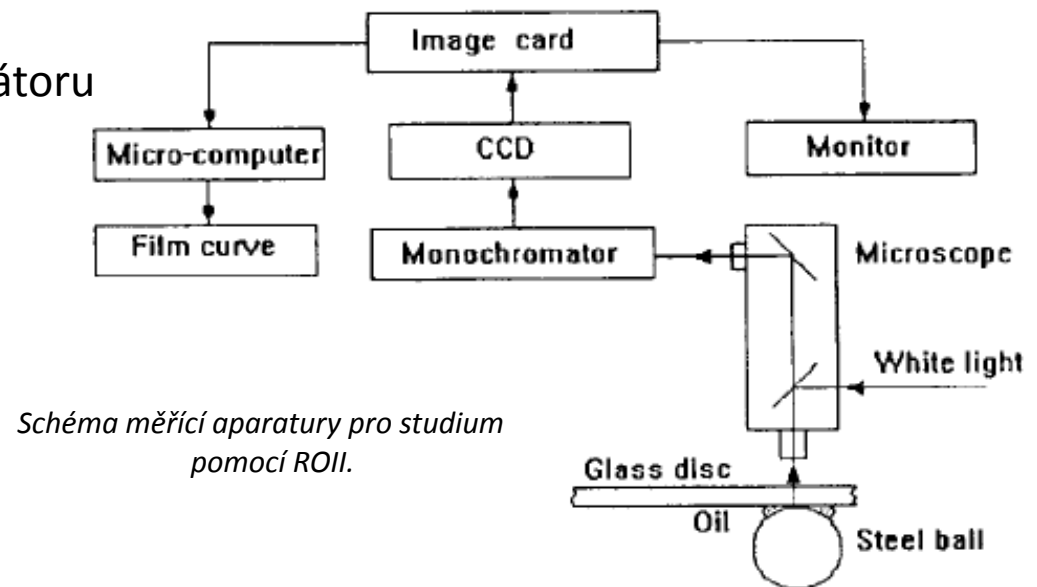 Image card
átoru
Micro-computer
CCD
Monitor
Film curve
Monochromator
Microscope
White light
Schéma měřící aparatury pro studium
pomocí ROII.
Glass disc
Oil
Steel ball